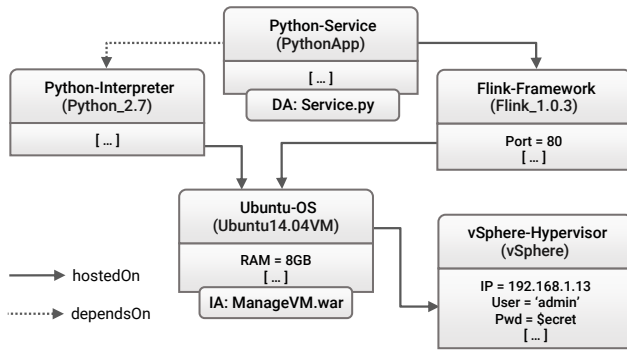 Python-Service
(PythonApp)
[ ... ]
DA: Service.py
Python-Interpreter
(Python_2.7)
[ ... ]
Flink-Framework
(Flink_1.0.3)
Port = 80
[ ... ]
Ubuntu-OS
(Ubuntu14.04VM)
RAM = 8GB
[ ... ]
IA: ManageVM.war
vSphere-Hypervisor
(vSphere)
IP = 192.168.1.13
User = ‘admin’
Pwd = $ecret
[ ... ]
hostedOn
dependsOn